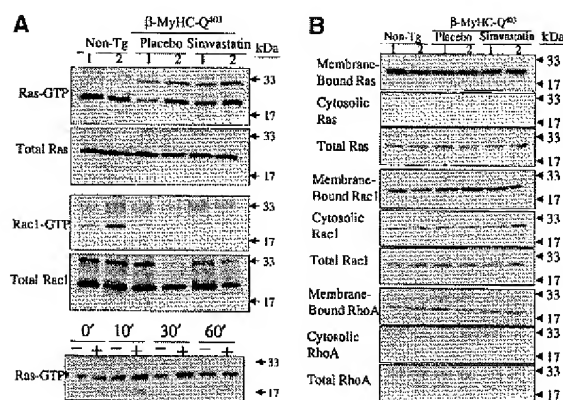 A
β-MyHC-Q403
Non-Tg Placebo Simvastatin kDa
1 2 1 2 1 2
Ras-GTP
33
17
Total Ras
33
17
Rac1-GTP
33
17
Total Rac1
33
17
0′ 10′ 30′ 60′
− + − + − + − +
Ras-GTP
33
17
B
β-MyHC-Q403
Non-Tg Placebo Simvastatin kDa
1 2 1 2 1 2
Membrane-
Bound Ras
33
17
Cytosolic
Ras
33
17
Total Ras
33
17
Membrane-
Bound Rac1
33
17
Cytosolic
Rac1
33
17
Total Rac1
33
17
Membrane-
Bound RhoA
33
17
Cytosolic
RhoA
33
17
Total RhoA
33
17